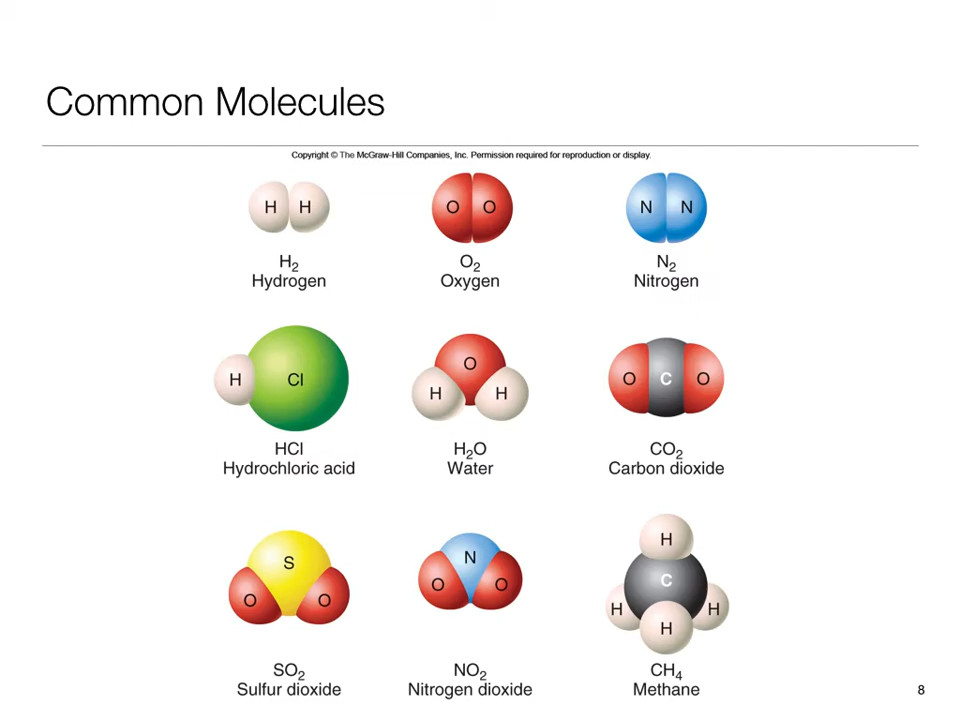 Common Molecules
Copyright © The McGraw-Hill Companies, Inc. Permission required for reproduction or display.
H H
O O
N N
H₂
Hydrogen
O₂
Oxygen
N₂
Nitrogen
H Cl
O
H H
O C O
HCl
Hydrochloric acid
H₂O
Water
CO₂
Carbon dioxide
S
O O
N
O O
H
C
H H
H
SO₂
Sulfur dioxide
NO₂
Nitrogen dioxide
CH₄
Methane
8